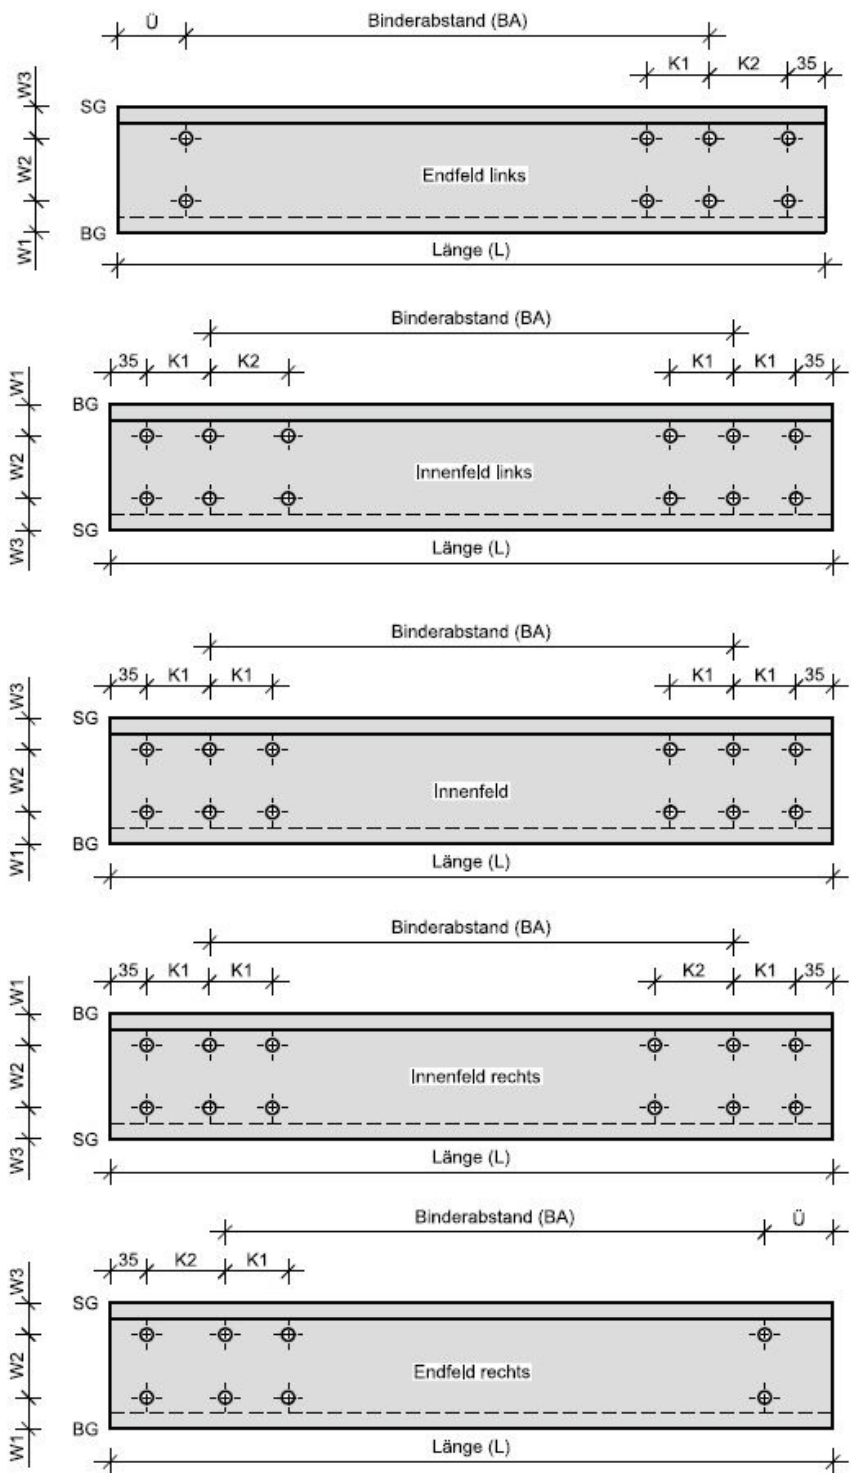 Ü Binderabstand (BA)
K1 K2 35
W3 SG
W2 Endfeld links
W1 BG
Länge (L)
Binderabstand (BA)
35 K1 K2 K1 K1 35
W1 BG
W2 Innenfeld links
W3 SG
Länge (L)
Binderabstand (BA)
35 K1 K1 K1 K1 35
W3 SG
W2 Innenfeld
W1 BG
Länge (L)
Binderabstand (BA)
35 K1 K1 K2 K1 35
W1 BG
W2 Innenfeld rechts
W3 SG
Länge (L)
Binderabstand (BA) Ü
35 K2 K1
W3 SG
W2 Endfeld rechts
W1 BG
Länge (L)